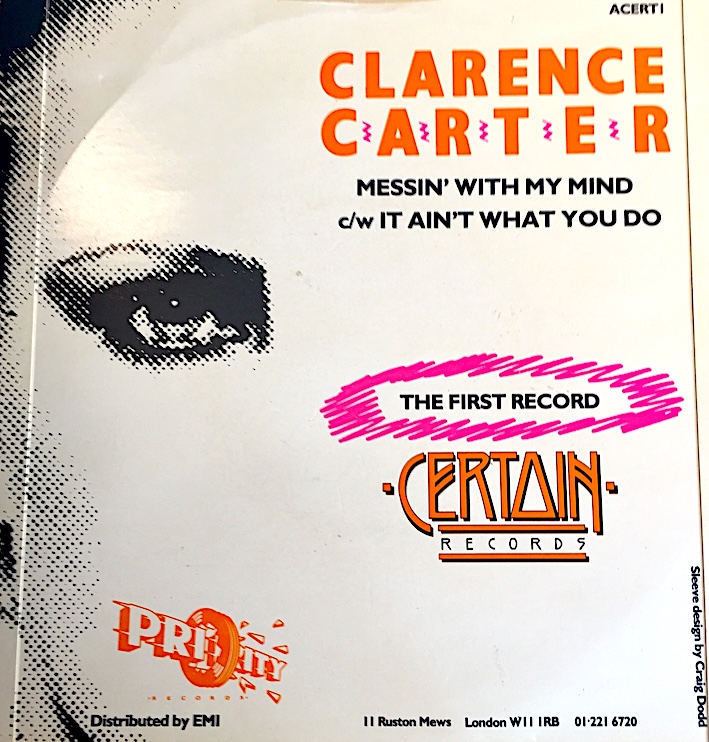 ACERT1
CLARENCE
CARTER
MESSIN' WITH MY MIND
c/w IT AIN'T WHAT YOU DO
THE FIRST RECORD
CERTAIN
RECORDS
PRIORITY
RECORDS
Distributed by EMI
11 Ruston Mews London W11 1RB 01·221 6720
Sleeve design by Craig Dodd